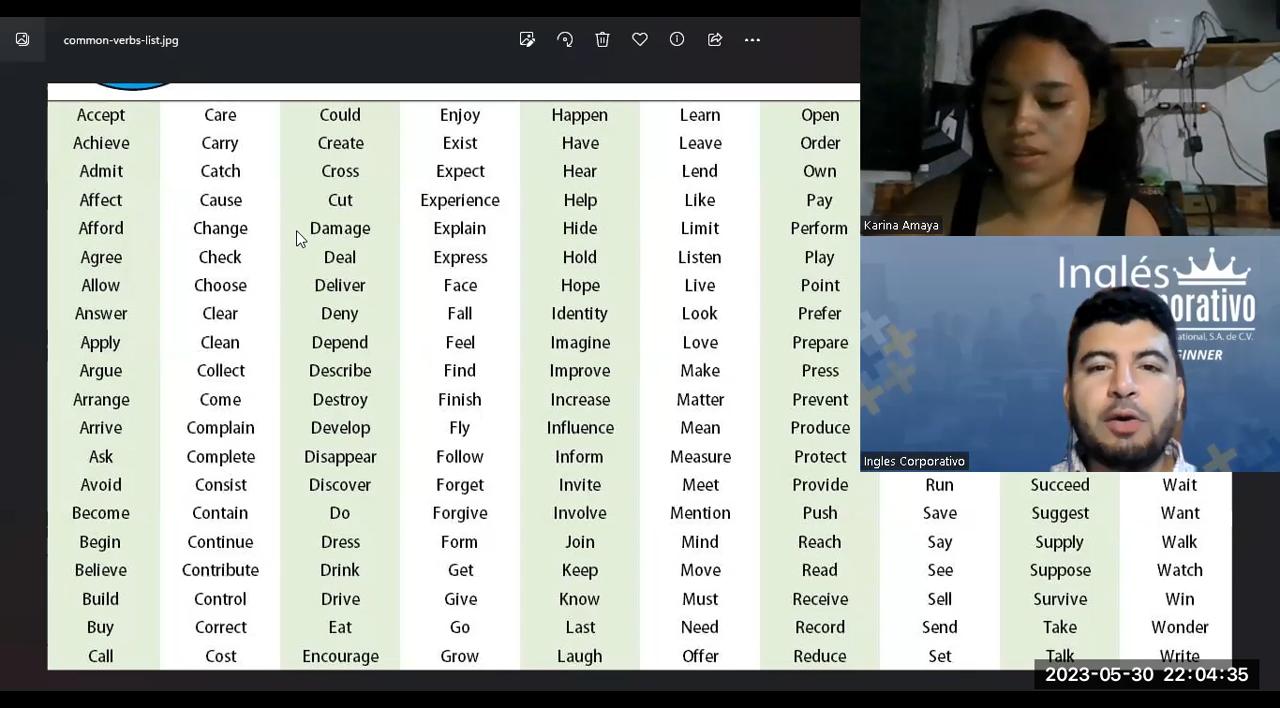 common-verbs-list.jpg
Accept Care Could Enjoy Happen Learn Open
Achieve Carry Create Exist Have Leave Order
Admit Catch Cross Expect Hear Lend Own
Affect Cause Cut Experience Help Like Pay
Karina Amaya
Afford Change Damage Explain Hide Limit Perform
Agree Check Deal Express Hold Listen Play
Inglés
Allow Choose Deliver Face Hope Live Point
Answer Clear Deny Fall Identity Look Prefer
orativo
ational, S.A. de C.V.
Apply Clean Depend Feel Imagine Love Prepare
GINNER
Argue Collect Describe Find Improve Make Press
Arrange Come Destroy Finish Increase Matter Prevent
Arrive Complain Develop Fly Influence Mean Produce
Ask Complete Disappear Follow Inform Measure Protect
Ingles Corporativo
Avoid Consist Discover Forget Invite Meet Provide Run Succeed Wait
Become Contain Do Forgive Involve Mention Push Save Suggest Want
Begin Continue Dress Form Join Mind Reach Say Supply Walk
Believe Contribute Drink Get Keep Move Read See Suppose Watch
Build Control Drive Give Know Must Receive Sell Survive Win
Buy Correct Eat Go Last Need Record Send Take Wonder
Call Cost Encourage Grow Laugh Offer Reduce Set Talk Write
2023-05-30 22:04:35